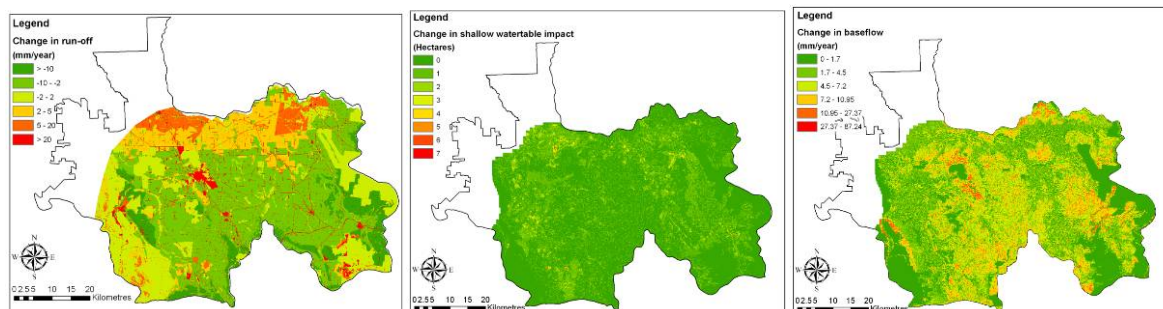 Legend
Change in run-off
(mm/year)
> -10
-10 - -2
-2 - 2
2 - 5
5 - 20
> 20
N
W
E
S
0 2.5 5 10 15 20
Kilometres
Legend
Change in shallow watertable impact
(Hectares)
0
1
2
3
4
5
6
7
N
W
E
S
0 2.5 5 10 15 20
Kilometres
Legend
Change in baseflow
(mm/year)
0 - 1.7
1.7 - 4.5
4.5 - 7.2
7.2 - 10.95
10.95 - 27.37
27.37 - 87.24
N
W
E
S
0 2.5 5 10 15 20
Kilometres